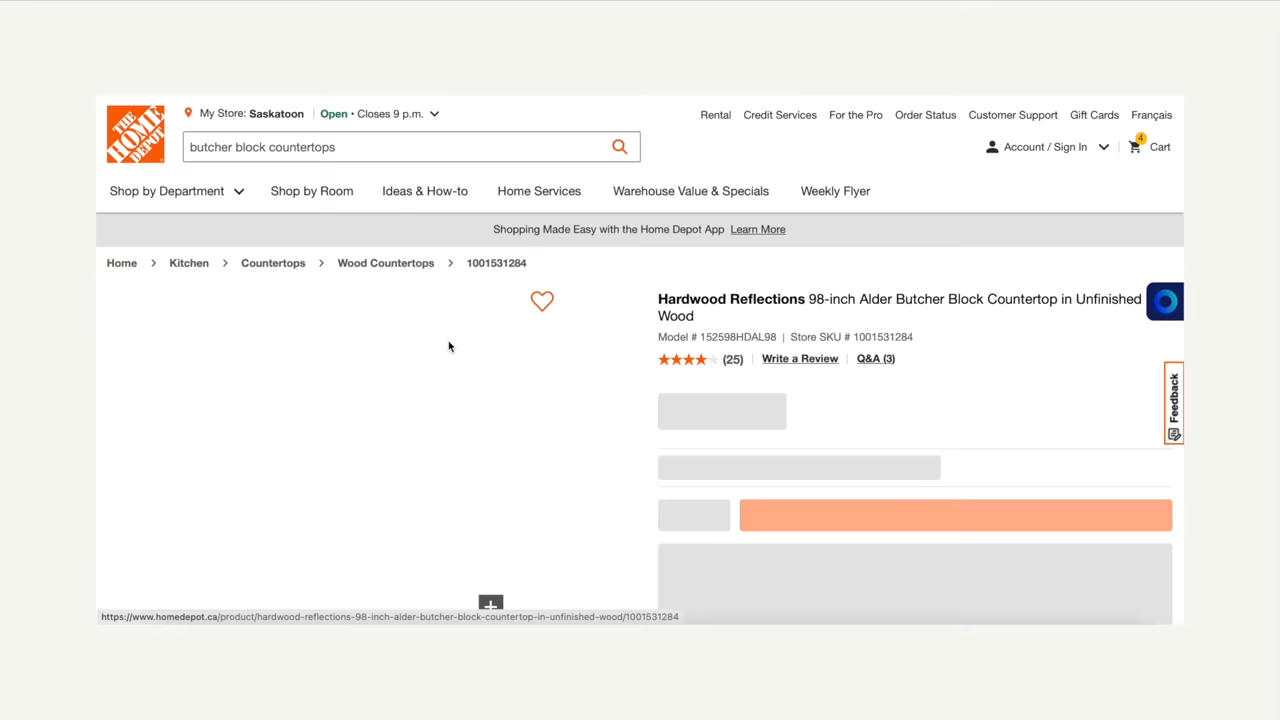 THE HOME DEPOT
My Store: Saskatoon
Open • Closes 9 p.m.
Rental
Credit Services
For the Pro
Order Status
Customer Support
Gift Cards
Français
butcher block countertops
Account / Sign In
4
Cart
Shop by Department
Shop by Room
Ideas & How-to
Home Services
Warehouse Value & Specials
Weekly Flyer
Shopping Made Easy with the Home Depot App Learn More
Home > Kitchen > Countertops > Wood Countertops > 1001531284
Hardwood Reflections 98-inch Alder Butcher Block Countertop in Unfinished
Wood
Model # 152598HDAL98 | Store SKU # 1001531284
(25)
Write a Review
Q&A (3)
Feedback
https://www.homedepot.ca/product/hardwood-reflections-98-inch-alder-butcher-block-countertop-in-unfinished-wood/1001531284